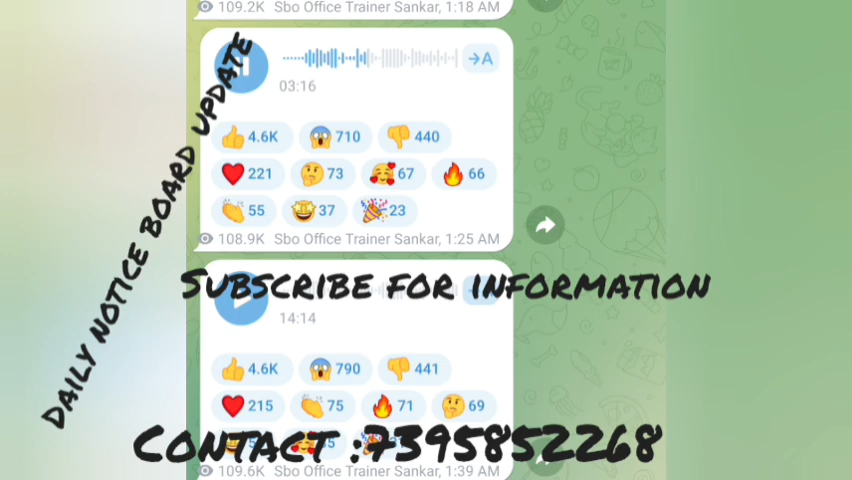 109.2K Sbo Office Trainer Sankar, 1:18 AM
→A
03:16
👍 4.6K 😱 710 👎 440
❤️ 221 🤔 73 🥰 67 🔥 66
👏 55 🤩 37 🎉 23
108.9K Sbo Office Trainer Sankar, 1:25 AM
DAILY NOTICE BOARD UPDATE
SUBSCRIBE FOR INFORMATION
14:14
👍 4.6K 😱 790 👎 441
❤️ 215 👏 75 🔥 71 🤔 69
CONTACT :7395852268
109.6K Sbo Office Trainer Sankar, 1:39 AM